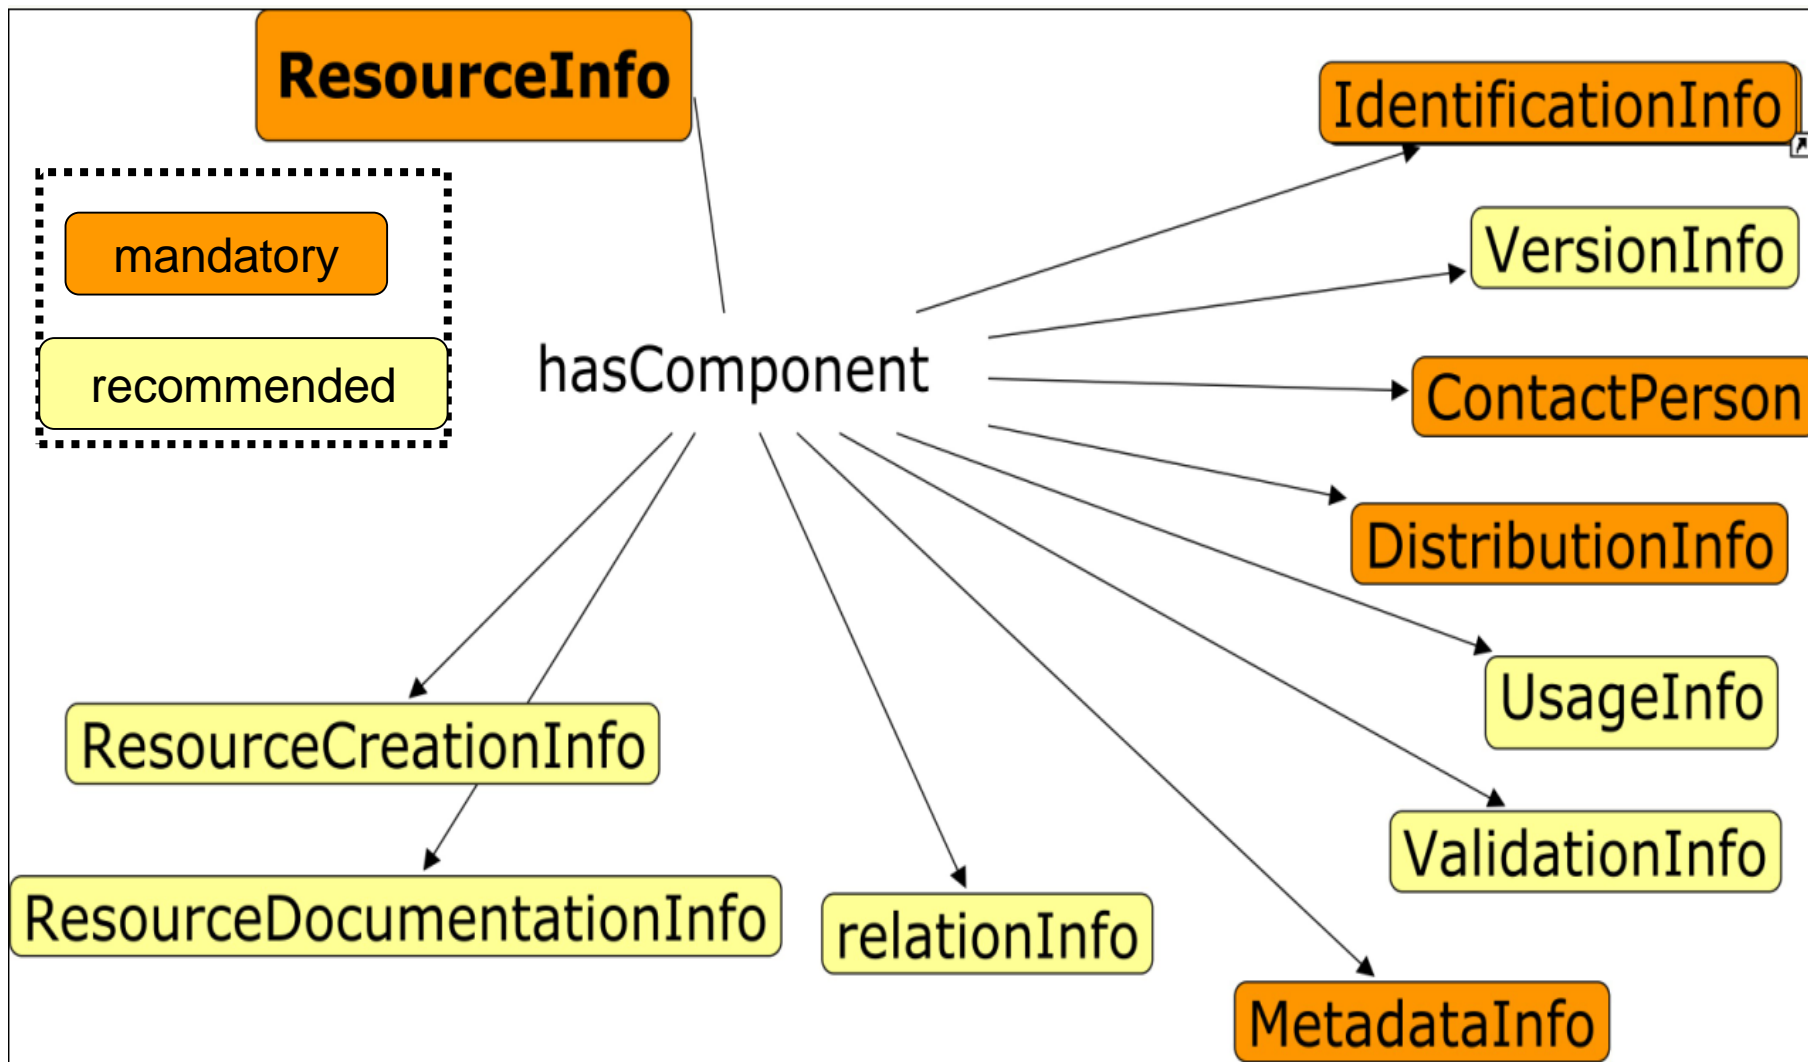 ResourceInfo
IdentificationInfo
mandatory
VersionInfo
recommended
hasComponent
ContactPerson
DistributionInfo
UsageInfo
ResourceCreationInfo
ValidationInfo
ResourceDocumentationInfo
relationInfo
MetadataInfo